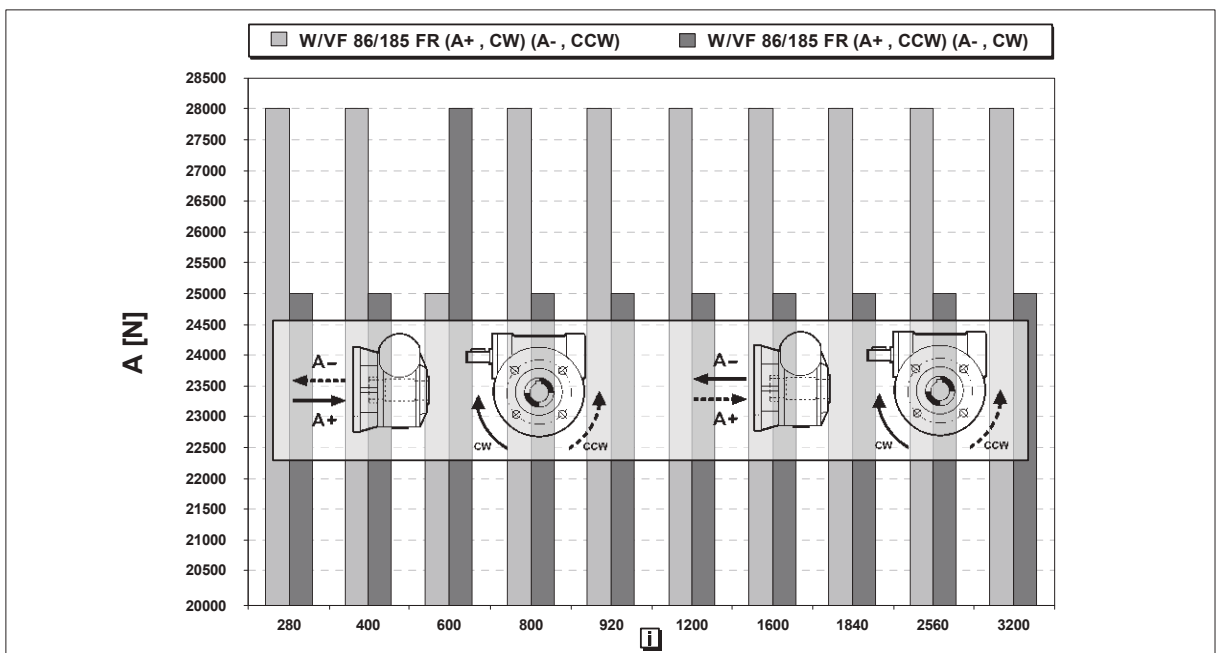 W/VF 86/185 FR (A+ , CW) (A- , CCW) W/VF 86/185 FR (A+ , CCW) (A- , CW)
28500
28000
27500
27000
26500
26000
25500
25000
24500
24000
23500
23000
22500
22000
21500
21000
20500
20000
A [N]
A–
A+
CW CCW
A–
A+
CW CCW
280 400 600 800 920 1200 1600 1840 2560 3200
i